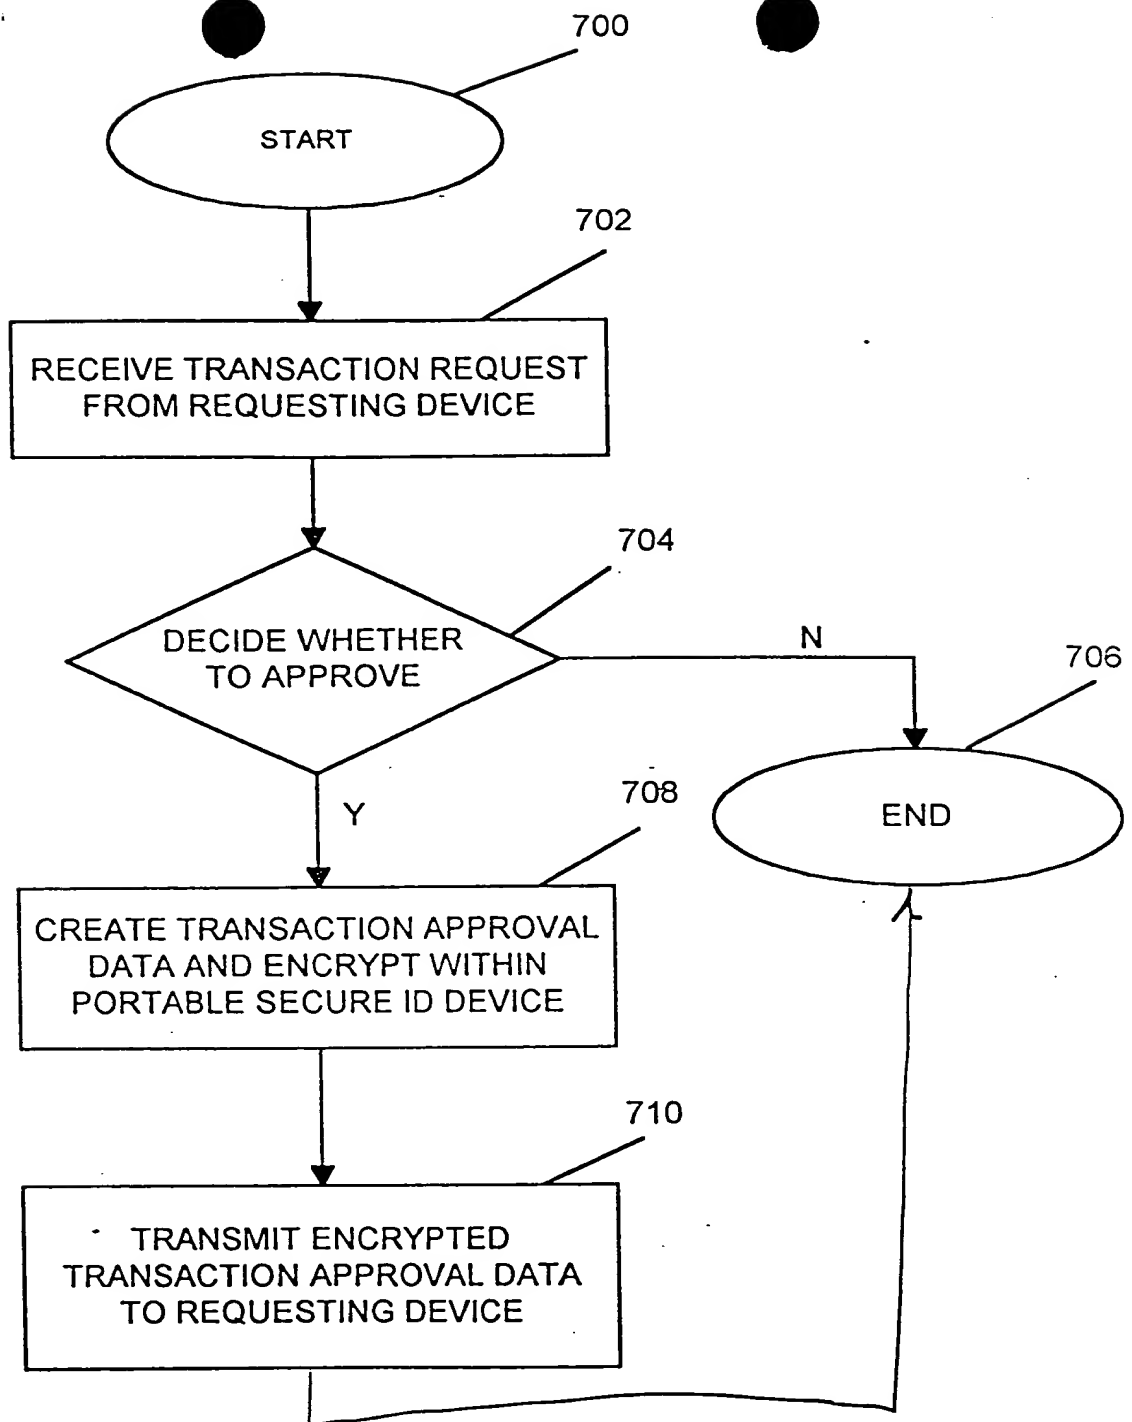 700
START
702
RECEIVE TRANSACTION REQUEST
FROM REQUESTING DEVICE
704
DECIDE WHETHER
TO APPROVE
N
706
END
Y
708
CREATE TRANSACTION APPROVAL
DATA AND ENCRYPT WITHIN
PORTABLE SECURE ID DEVICE
710
TRANSMIT ENCRYPTED
TRANSACTION APPROVAL DATA
TO REQUESTING DEVICE